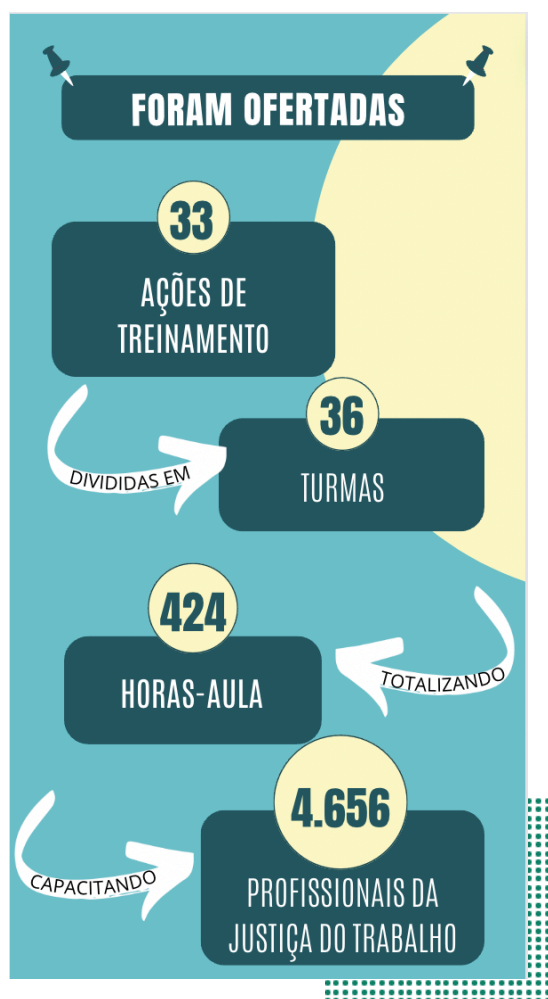 FORAM OFERTADAS
33
AÇÕES DE
TREINAMENTO
DIVIDIDAS EM
36
TURMAS
TOTALIZANDO
424
HORAS-AULA
CAPACITANDO
4.656
PROFISSIONAIS DA
JUSTIÇA DO TRABALHO